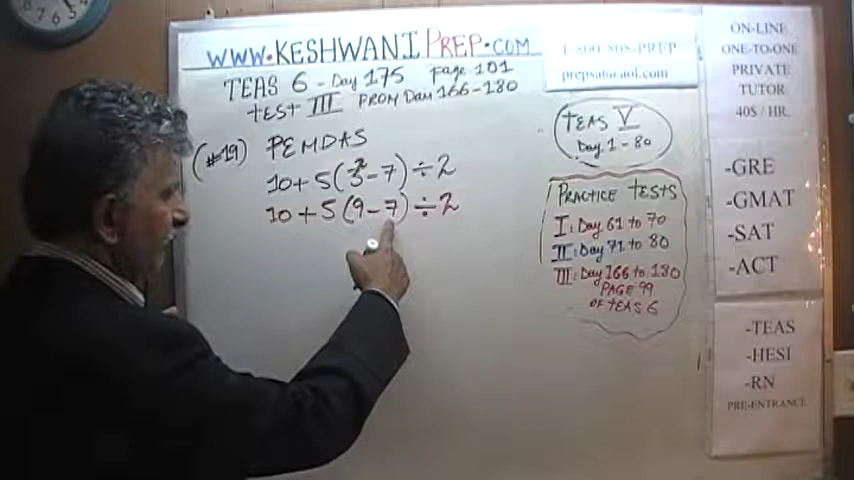 WWW.KESHWANIPREP.COM
TEAS 6 - DAY 175 PAGE 101
TEST III FROM DAY 166-180
(#19) PEMDAS
10+5(3²-7)÷2
10+5(9-7)÷2
1-800-808-PREP
prepsat@aol.com
TEAS V
Day 1-80
PRACTICE TESTS
I: Day 61 to 70
II: Day 71 to 80
III: Day 166 to 180
PAGE 99
OF TEAS 6
ON-LINE
ONE-TO-ONE
PRIVATE
TUTOR
40$ / HR.
-GRE
-GMAT
-SAT
-ACT
-TEAS
-HESI
-RN
PRE-ENTRANCE
7
6
5